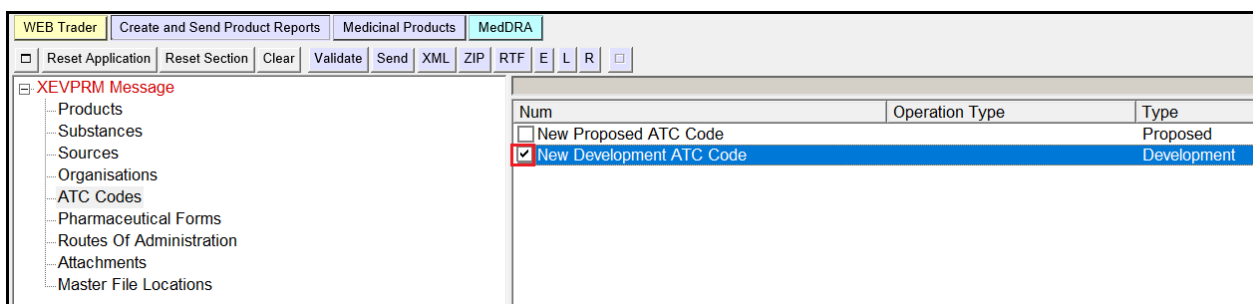 WEB Trader Create and Send Product Reports Medicinal Products MedDRA
Reset Application Reset Section Clear Validate Send XML ZIP RTF E L R
XEVPRM Message
Products
Substances
Sources
Organisations
ATC Codes
Pharmaceutical Forms
Routes Of Administration
Attachments
Master File Locations
Num Operation Type Type
New Proposed ATC Code Proposed
New Development ATC Code Development